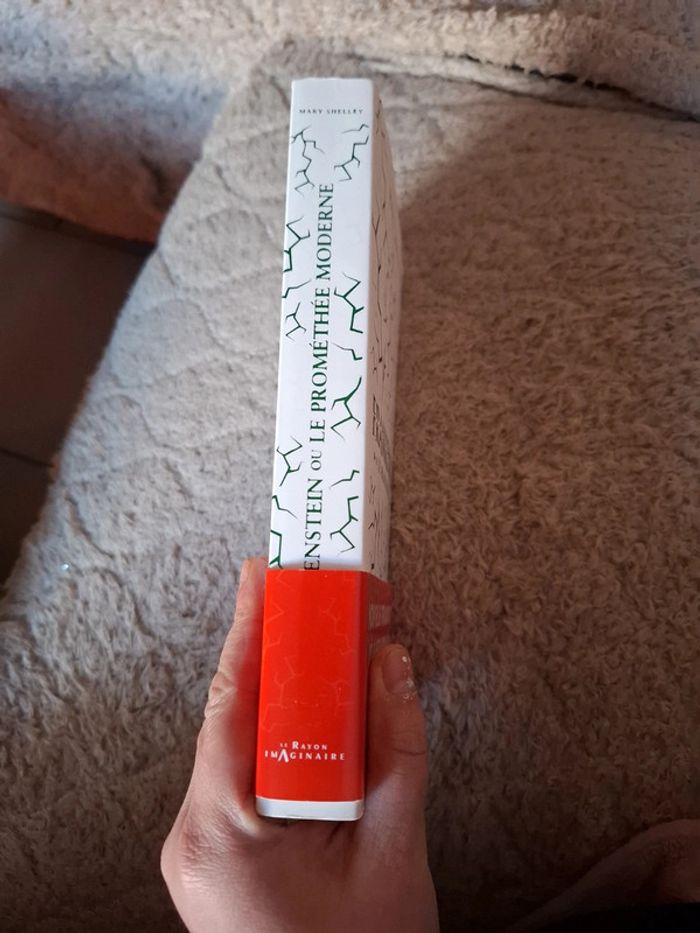 MARY SHELLEY
ENSTEIN OU LE PROMÉTHÉE MODERNE
LE RAYON
IMAGINAIRE